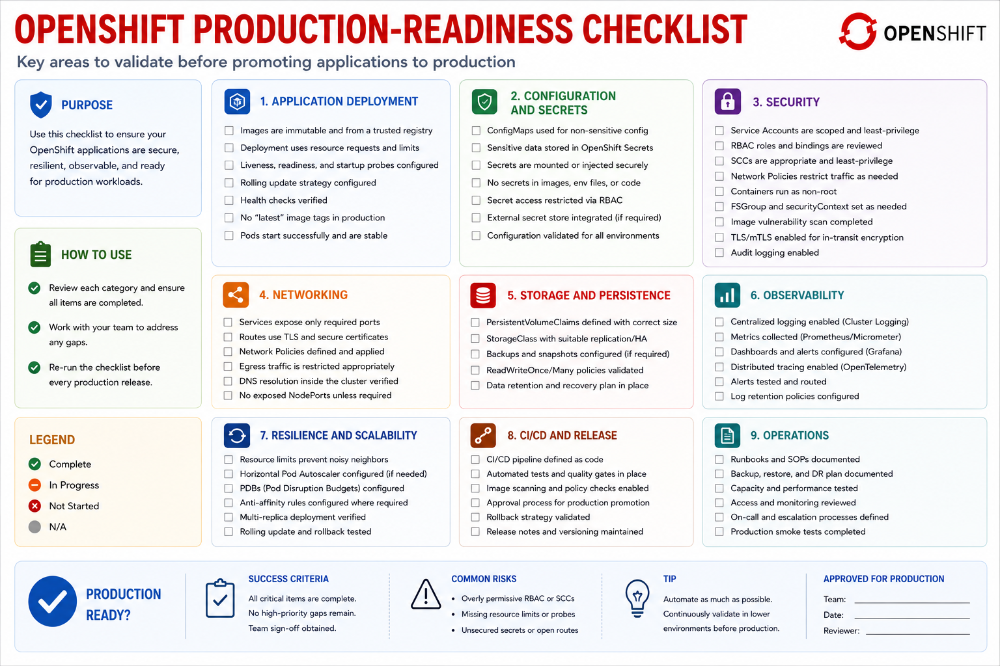 OPENSHIFT PRODUCTION-READINESS CHECKLIST
OPENSHIFT
Key areas to validate before promoting applications to production
PURPOSE
Use this checklist to ensure your
OpenShift applications are secure,
resilient, observable, and ready
for production workloads.
HOW TO USE
Review each category and ensure
all items are completed.
Work with your team to address
any gaps.
Re-run the checklist before
every production release.
LEGEND
Complete
In Progress
Not Started
N/A
1. APPLICATION DEPLOYMENT
Images are immutable and from a trusted registry
Deployment uses resource requests and limits
Liveness, readiness, and startup probes configured
Rolling update strategy configured
Health checks verified
No “latest” image tags in production
Pods start successfully and are stable
2. CONFIGURATION
AND SECRETS
ConfigMaps used for non-sensitive config
Sensitive data stored in OpenShift Secrets
Secrets are mounted or injected securely
No secrets in images, env files, or code
Secret access restricted via RBAC
External secret store integrated (if required)
Configuration validated for all environments
3. SECURITY
Service Accounts are scoped and least-privilege
RBAC roles and bindings are reviewed
SCCs are appropriate and least-privilege
Network Policies restrict traffic as needed
Containers run as non-root
FSGroup and securityContext set as needed
Image vulnerability scan completed
TLS/mTLS enabled for in-transit encryption
Audit logging enabled
4. NETWORKING
Services expose only required ports
Routes use TLS and secure certificates
Network Policies defined and applied
Egress traffic is restricted appropriately
DNS resolution inside the cluster verified
No exposed NodePorts unless required
5. STORAGE AND PERSISTENCE
PersistentVolumeClaims defined with correct size
StorageClass with suitable replication/HA
Backups and snapshots configured (if required)
ReadWriteOnce/Many policies validated
Data retention and recovery plan in place
6. OBSERVABILITY
Centralized logging enabled (Cluster Logging)
Metrics collected (Prometheus/Micrometer)
Dashboards and alerts configured (Grafana)
Distributed tracing enabled (OpenTelemetry)
Alerts tested and routed
Log retention policies configured
7. RESILIENCE AND SCALABILITY
Resource limits prevent noisy neighbors
Horizontal Pod Autoscaler configured (if needed)
PDBs (Pod Disruption Budgets) configured
Anti-affinity rules configured where required
Multi-replica deployment verified
Rolling update and rollback tested
8. CI/CD AND RELEASE
CI/CD pipeline defined as code
Automated tests and quality gates in place
Image scanning and policy checks enabled
Approval process for production promotion
Rollback strategy validated
Release notes and versioning maintained
9. OPERATIONS
Runbooks and SOPs documented
Backup, restore, and DR plan documented
Capacity and performance tested
Access and monitoring reviewed
On-call and escalation processes defined
Production smoke tests completed
PRODUCTION
READY?
SUCCESS CRITERIA
All critical items are complete.
No high-priority gaps remain.
Team sign-off obtained.
COMMON RISKS
• Overly permissive RBAC or SCCs
• Missing resource limits or probes
• Unsecured secrets or open routes
TIP
Automate as much as possible.
Continuously validate in lower
environments before production.
APPROVED FOR PRODUCTION
Team:
Date:
Reviewer: